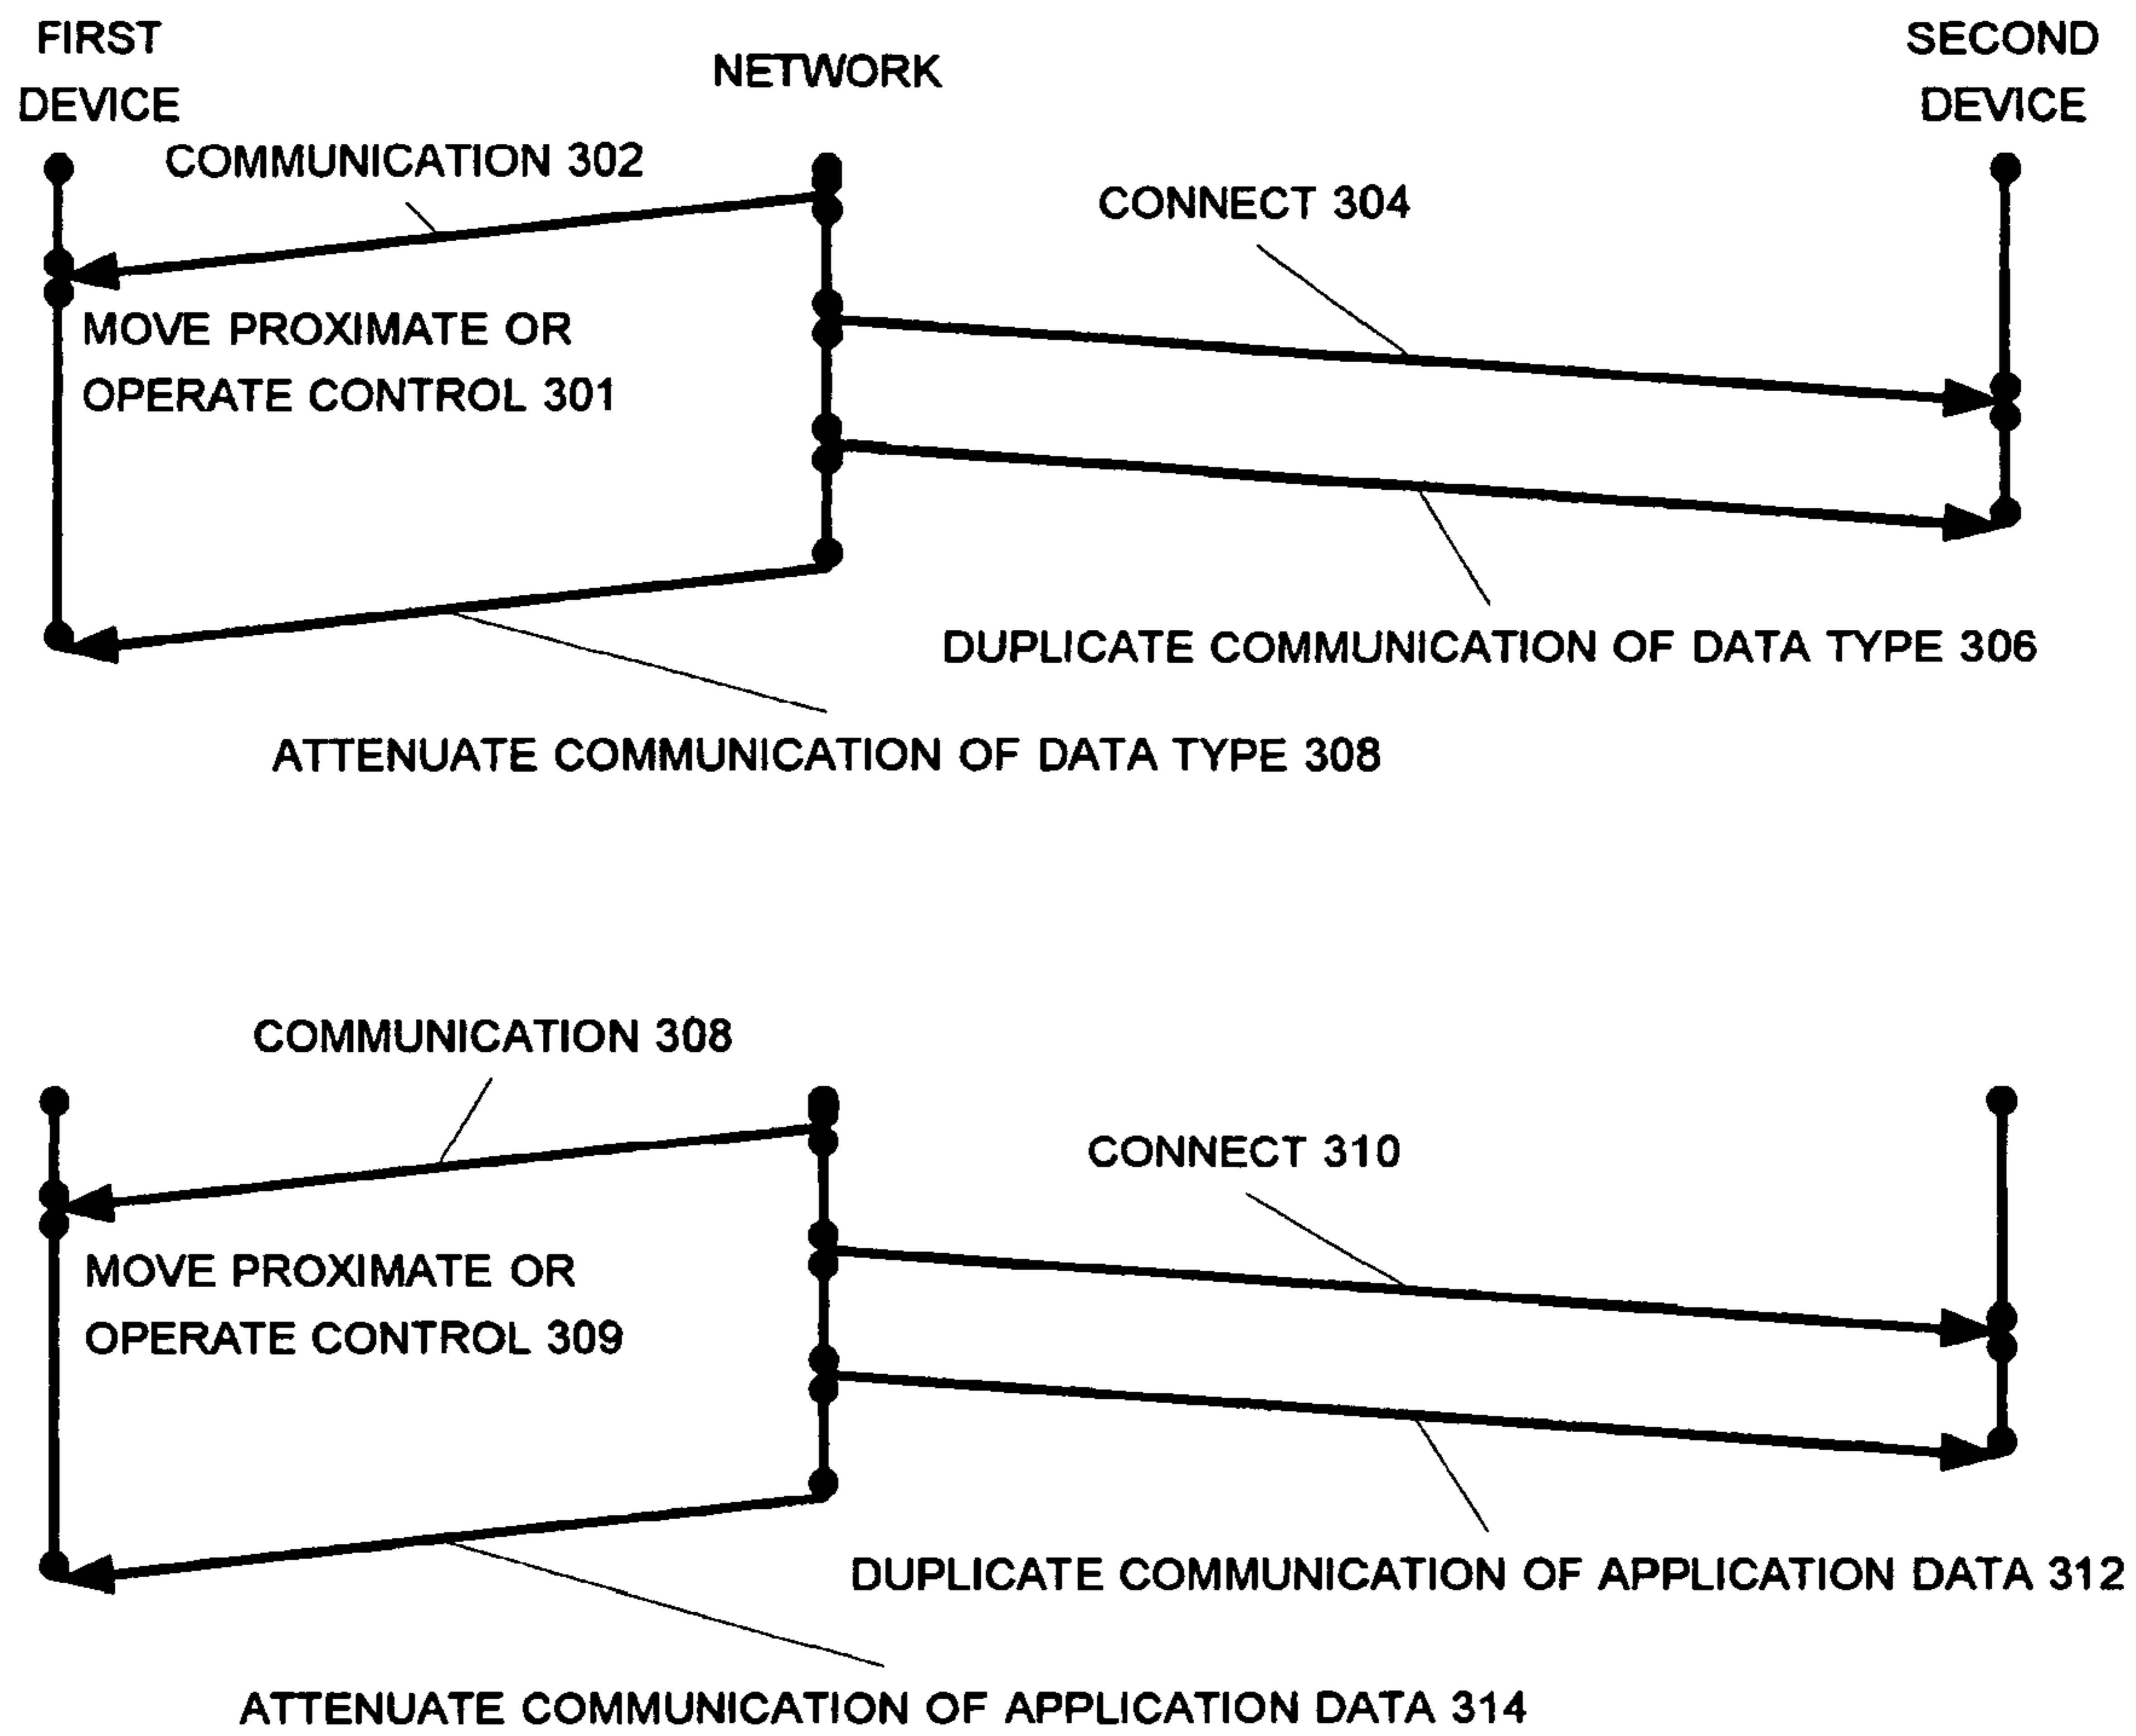 FIRST
DEVICE
NETWORK
SECOND
DEVICE
COMMUNICATION 302
CONNECT 304
MOVE PROXIMATE OR
OPERATE CONTROL 301
DUPLICATE COMMUNICATION OF DATA TYPE 306
ATTENUATE COMMUNICATION OF DATA TYPE 308
COMMUNICATION 308
CONNECT 310
MOVE PROXIMATE OR
OPERATE CONTROL 309
DUPLICATE COMMUNICATION OF APPLICATION DATA 312
ATTENUATE COMMUNICATION OF APPLICATION DATA 314